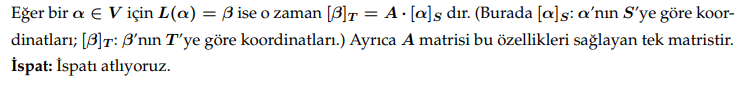 Eğer bir α ∈ V için L(α) = β ise o zaman [β]_T = A · [α]_S dır. (Burada [α]_S: α’nın S’ye göre koor-
dinatları; [β]_T: β’nın T’ye göre koordinatları.) Ayrıca A matrisi bu özellikleri sağlayan tek matristir.
İspat: İspatı atlıyoruz.